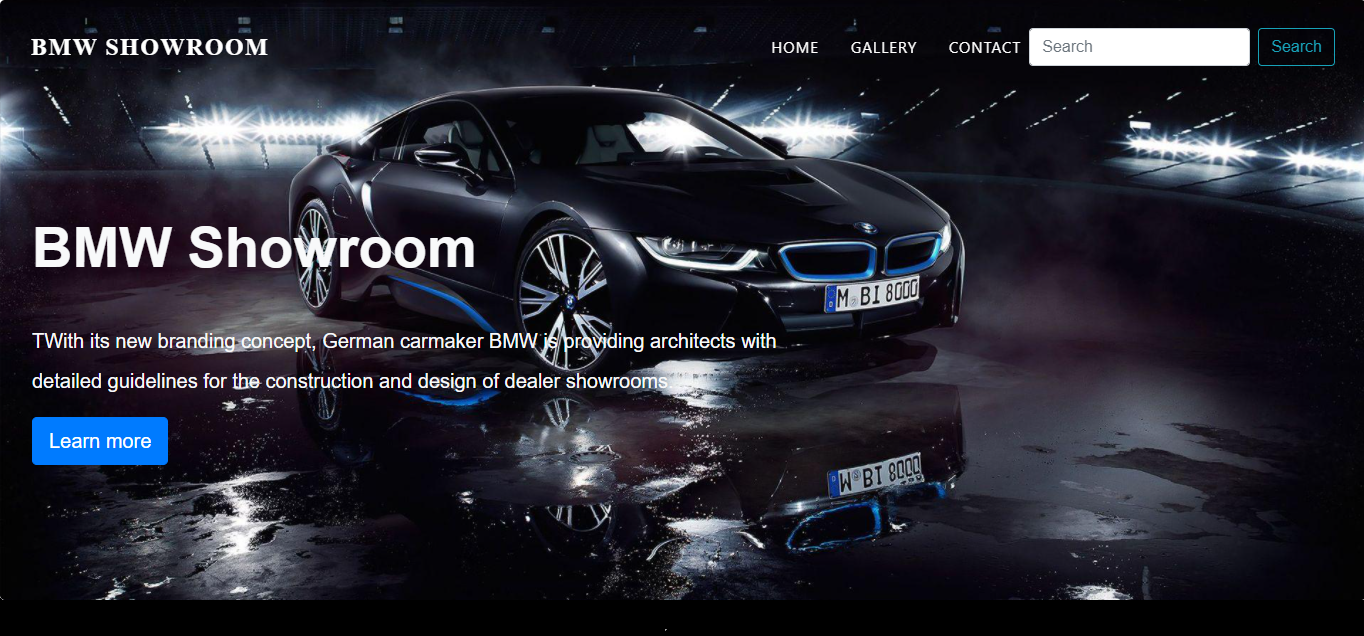 BMW SHOWROOM
HOME GALLERY CONTACT Search Search
BMW Showroom
M BI 8000
TWith its new branding concept, German carmaker BMW is providing architects with
detailed guidelines for the construction and design of dealer showrooms.
Learn more